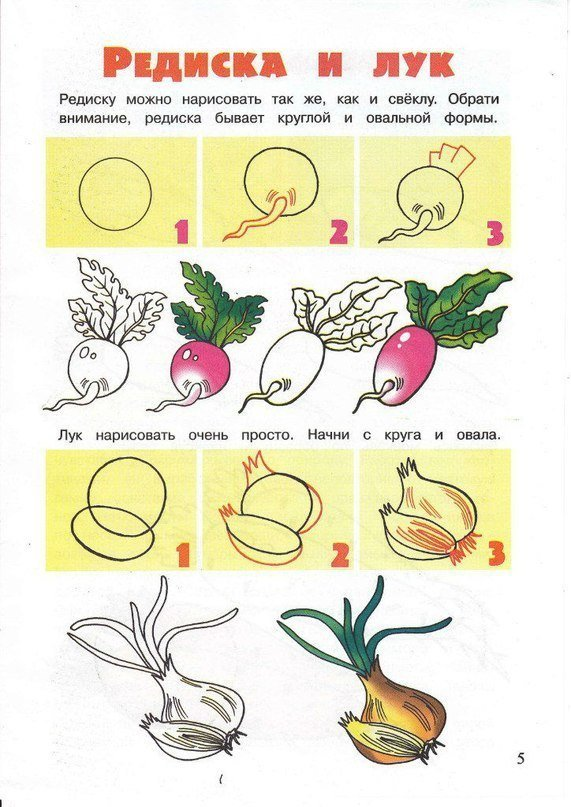 Редиска и лук
Редиску можно нарисовать так же, как и свёклу. Обрати
внимание, редиска бывает круглой и овальной формы.
1 2 3
Лук нарисовать очень просто. Начни с круга и овала.
1 2 3
5